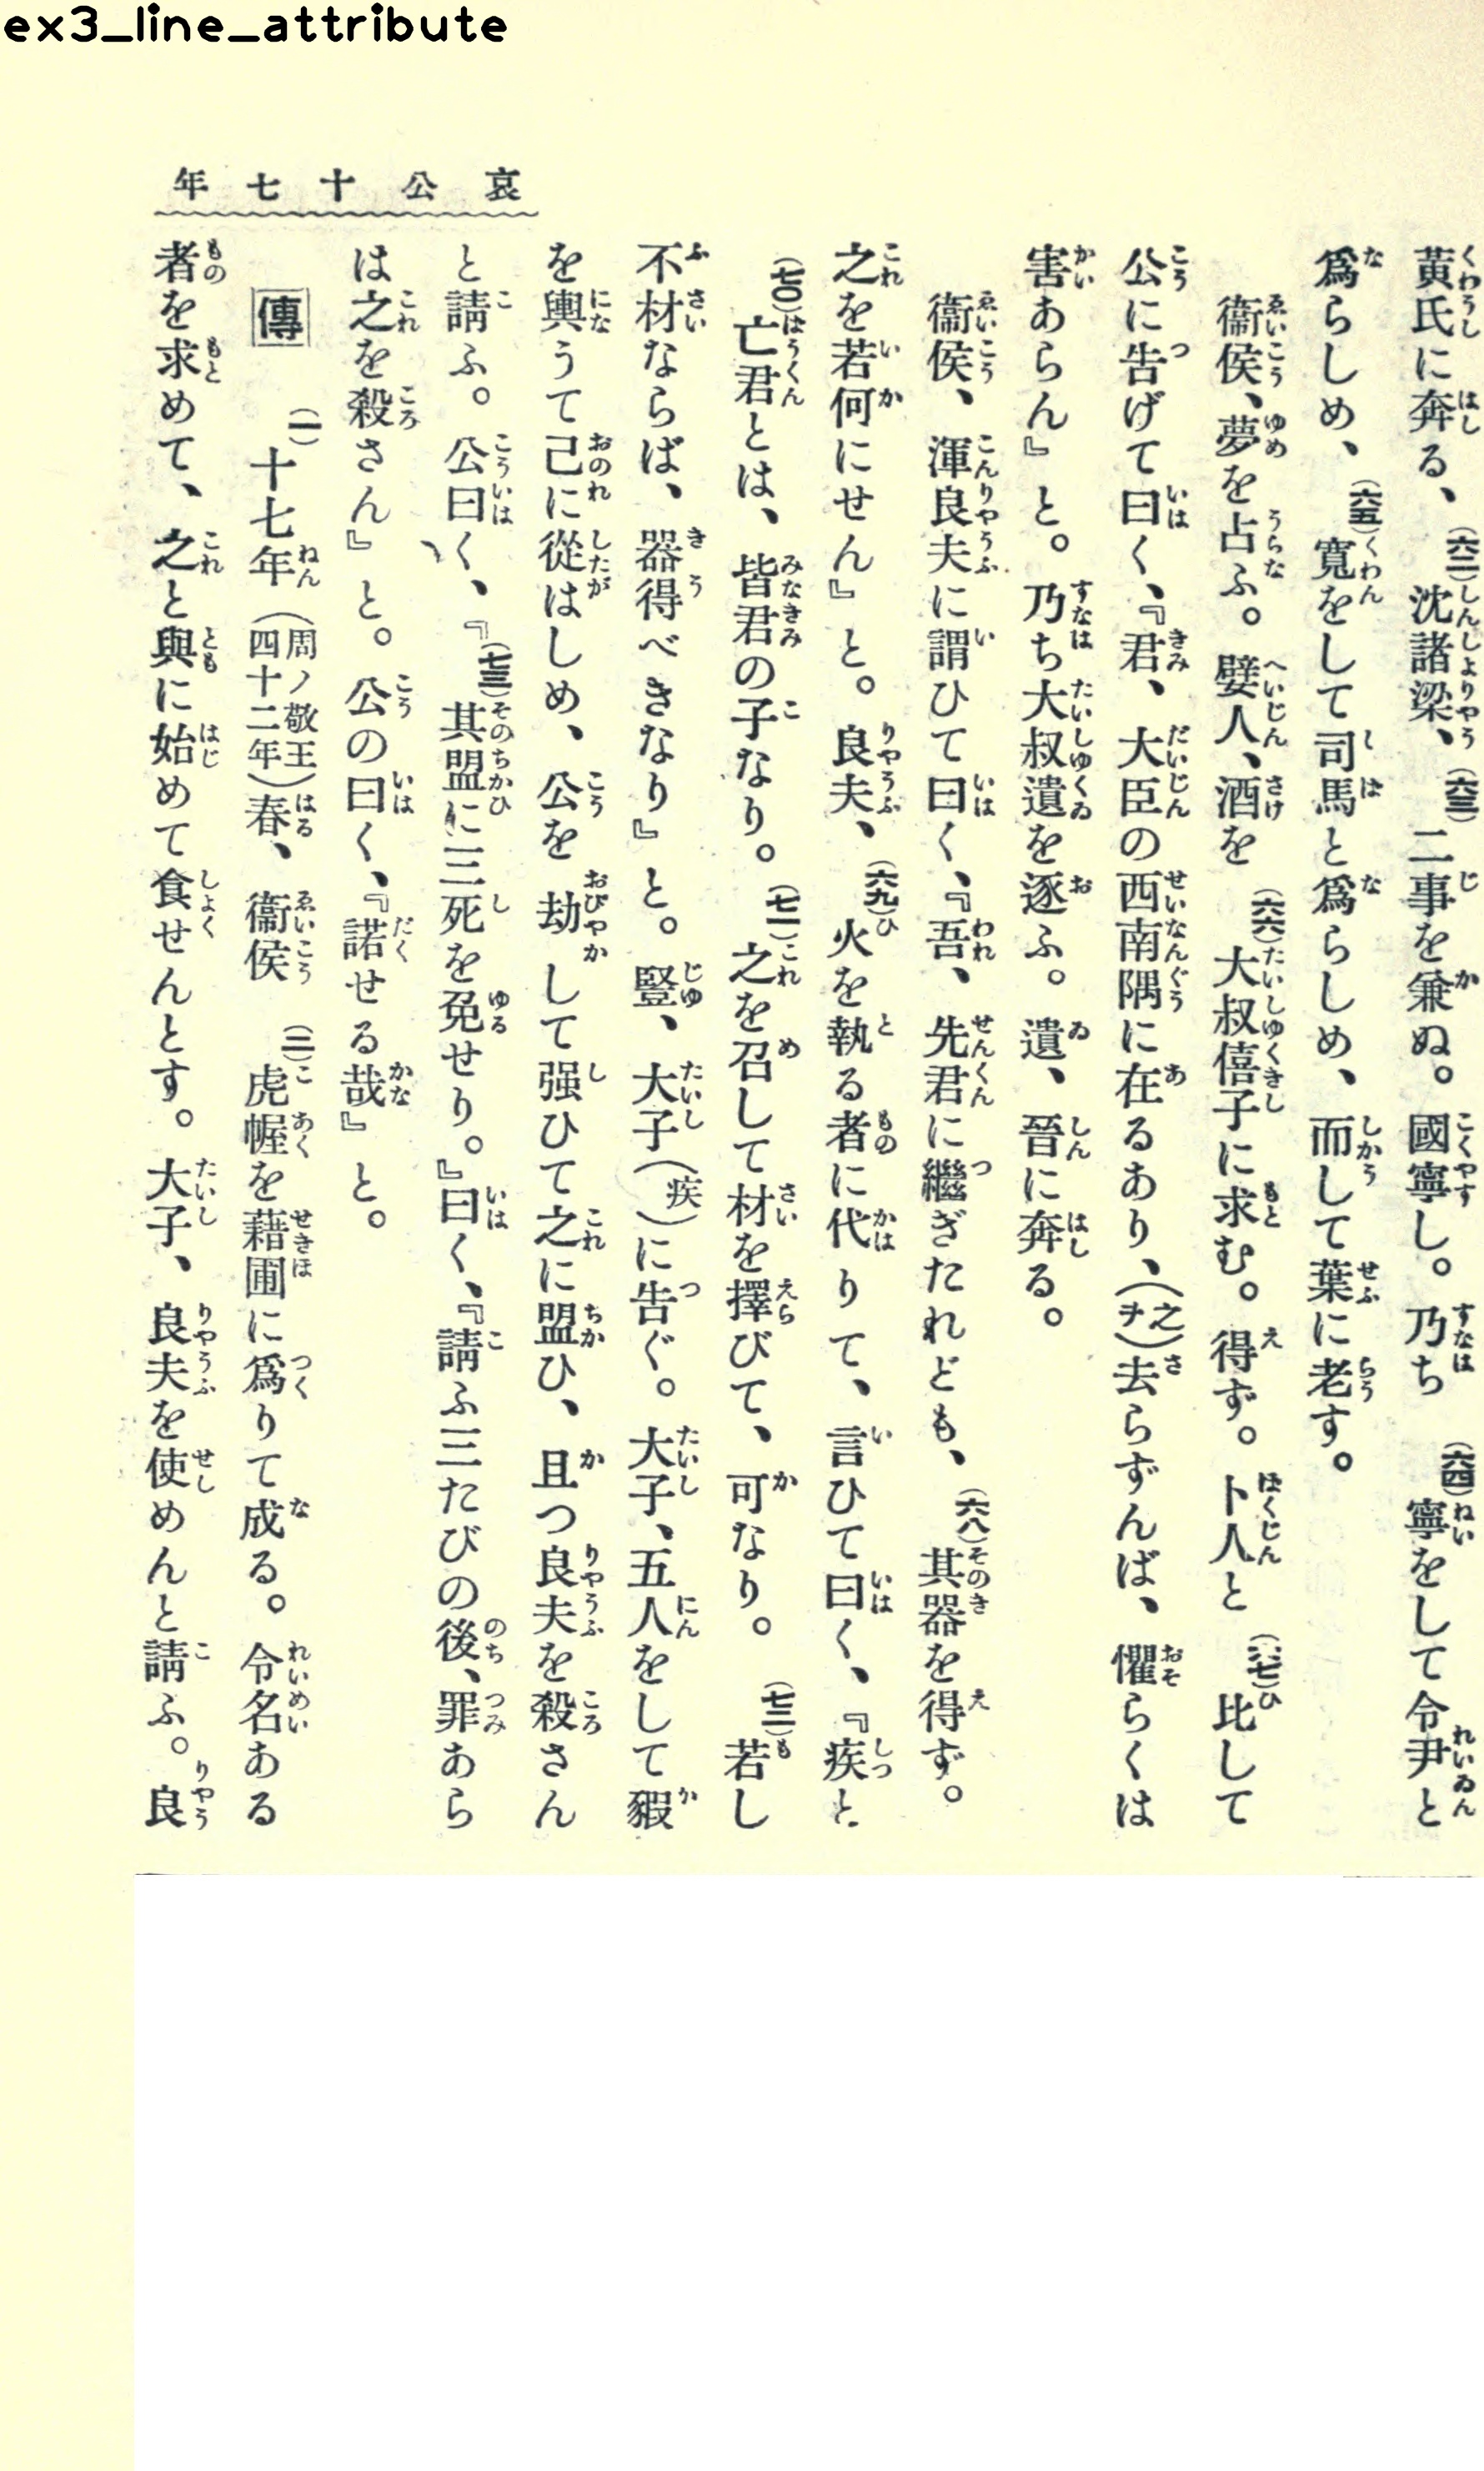 ex3_line_attribute
哀公十七年
黃氏に奔る、(六二)沈諸梁、(六三)二事を兼ぬ。國寧し。乃ち(六四)寧をして令尹と
爲らしめ、(六五)寬をして司馬と爲らしめ、而して葉に老す。
衞侯、夢を占ふ。嬖人、酒を(六六)大叔僖子に求む。得ず。卜人と(六七)比して
公に告げて曰く、『君、大臣の西南隅に在るあり、(之ヲ)去らずんば、懼らくは
害あらん』と。乃ち大叔遺を逐ふ。遺、晉に奔る。
衞侯、渾良夫に謂ひて曰く、『吾、先君に繼ぎたれども、(六八)其器を得ず。
之を若何にせん』と。良夫、(六九)火を執る者に代りて、言ひて曰く、『疾と
(七〇)亡君とは、皆君の子なり。(七一)之を召して材を擇びて、可なり。(七二)若し
不材ならば、器得べきなり』と。豎、大子(疾)に告ぐ。大子、五人をして豭
を輿うて己に從はしめ、公を劫して强ひて之に盟ひ、且つ良夫を殺さん
と請ふ。公曰く、『(七三)其盟に三死を免せり。』曰く、『請ふ三たびの後、罪あら
は之を殺さん』と。公の曰く、『諾せる哉』と。
傳 (一)十七年(周ノ敬王四十二年)春、衞侯(二)虎幄を藉圃に爲りて成る。令名ある
者を求めて、之と與に始めて食せんとす。大子、良夫を使めんと請ふ。良